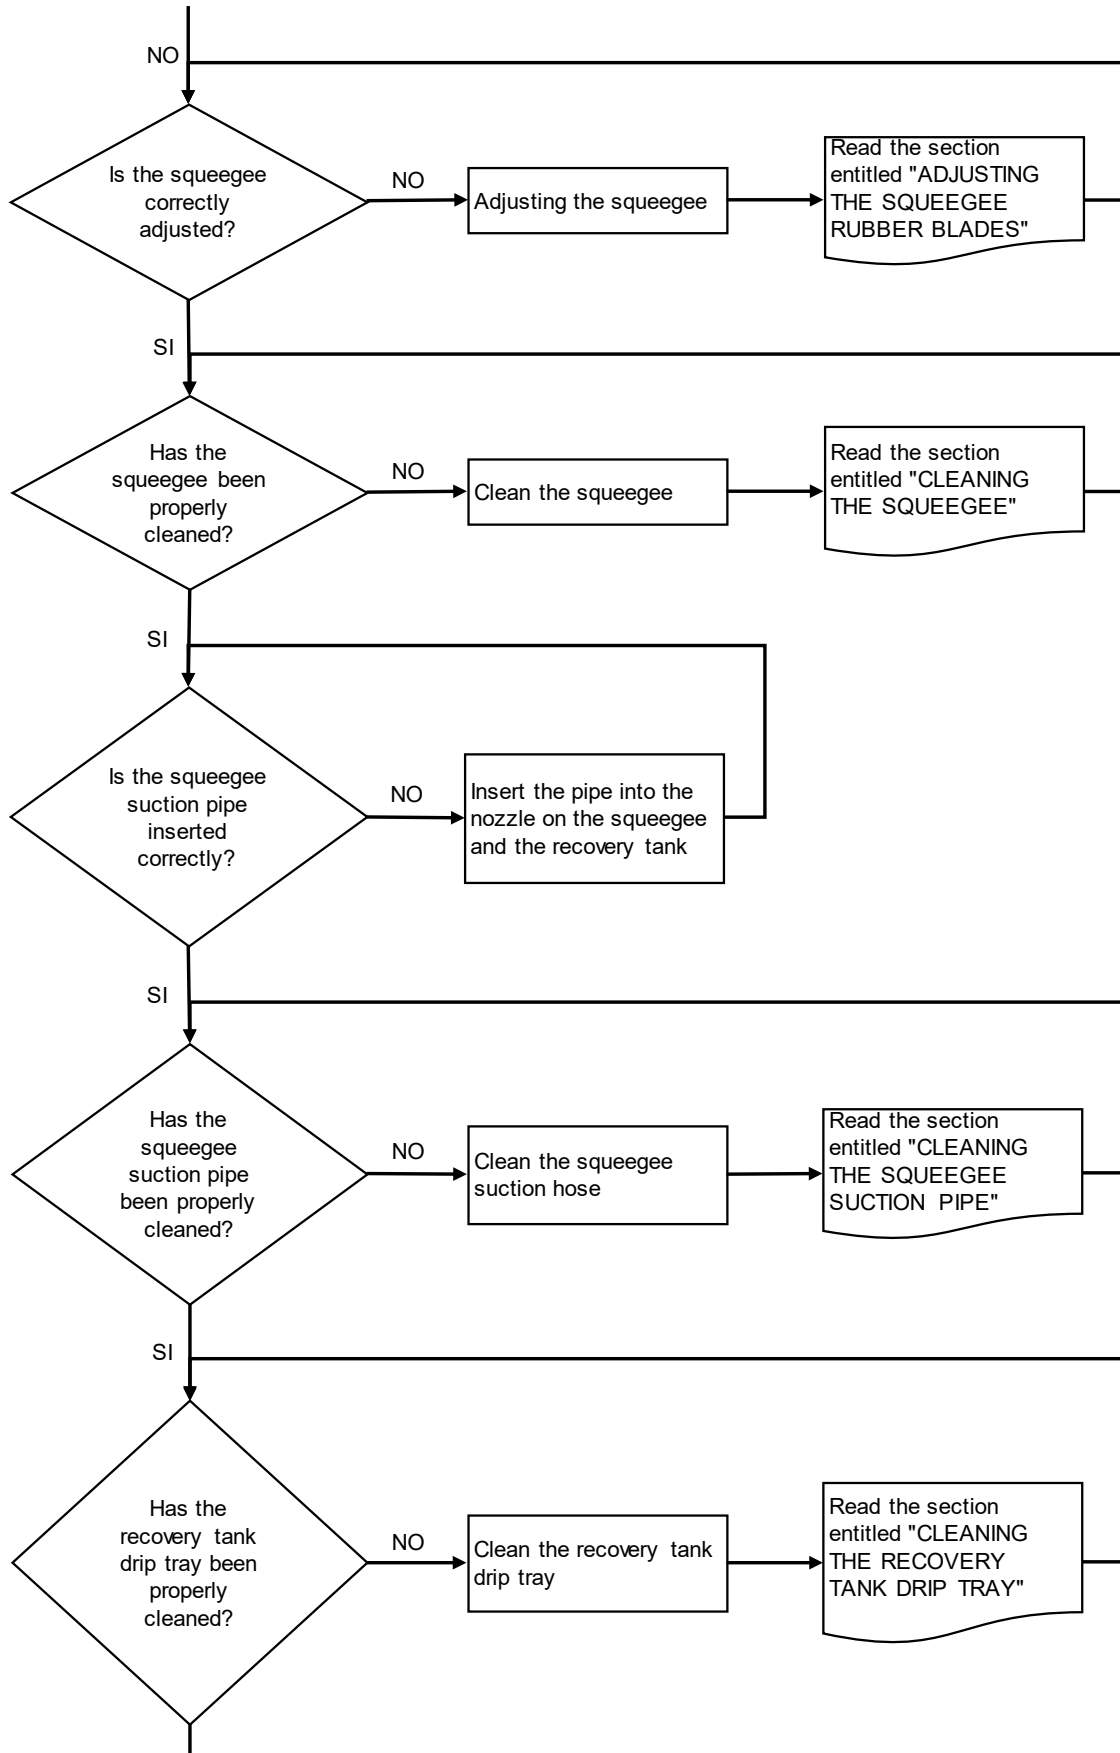 NO
Is the squeegee
correctly
adjusted?
NO
Adjusting the squeegee
Read the section
entitled "ADJUSTING
THE SQUEEGEE
RUBBER BLADES"
SI
Has the
squeegee been
properly
cleaned?
NO
Clean the squeegee
Read the section
entitled "CLEANING
THE SQUEEGEE"
SI
Is the squeegee
suction pipe
inserted
correctly?
NO
Insert the pipe into the
nozzle on the squeegee
and the recovery tank
SI
Has the
squeegee
suction pipe
been properly
cleaned?
NO
Clean the squeegee
suction hose
Read the section
entitled "CLEANING
THE SQUEEGEE
SUCTION PIPE"
SI
Has the
recovery tank
drip tray been
properly
cleaned?
NO
Clean the recovery tank
drip tray
Read the section
entitled "CLEANING
THE RECOVERY
TANK DRIP TRAY"